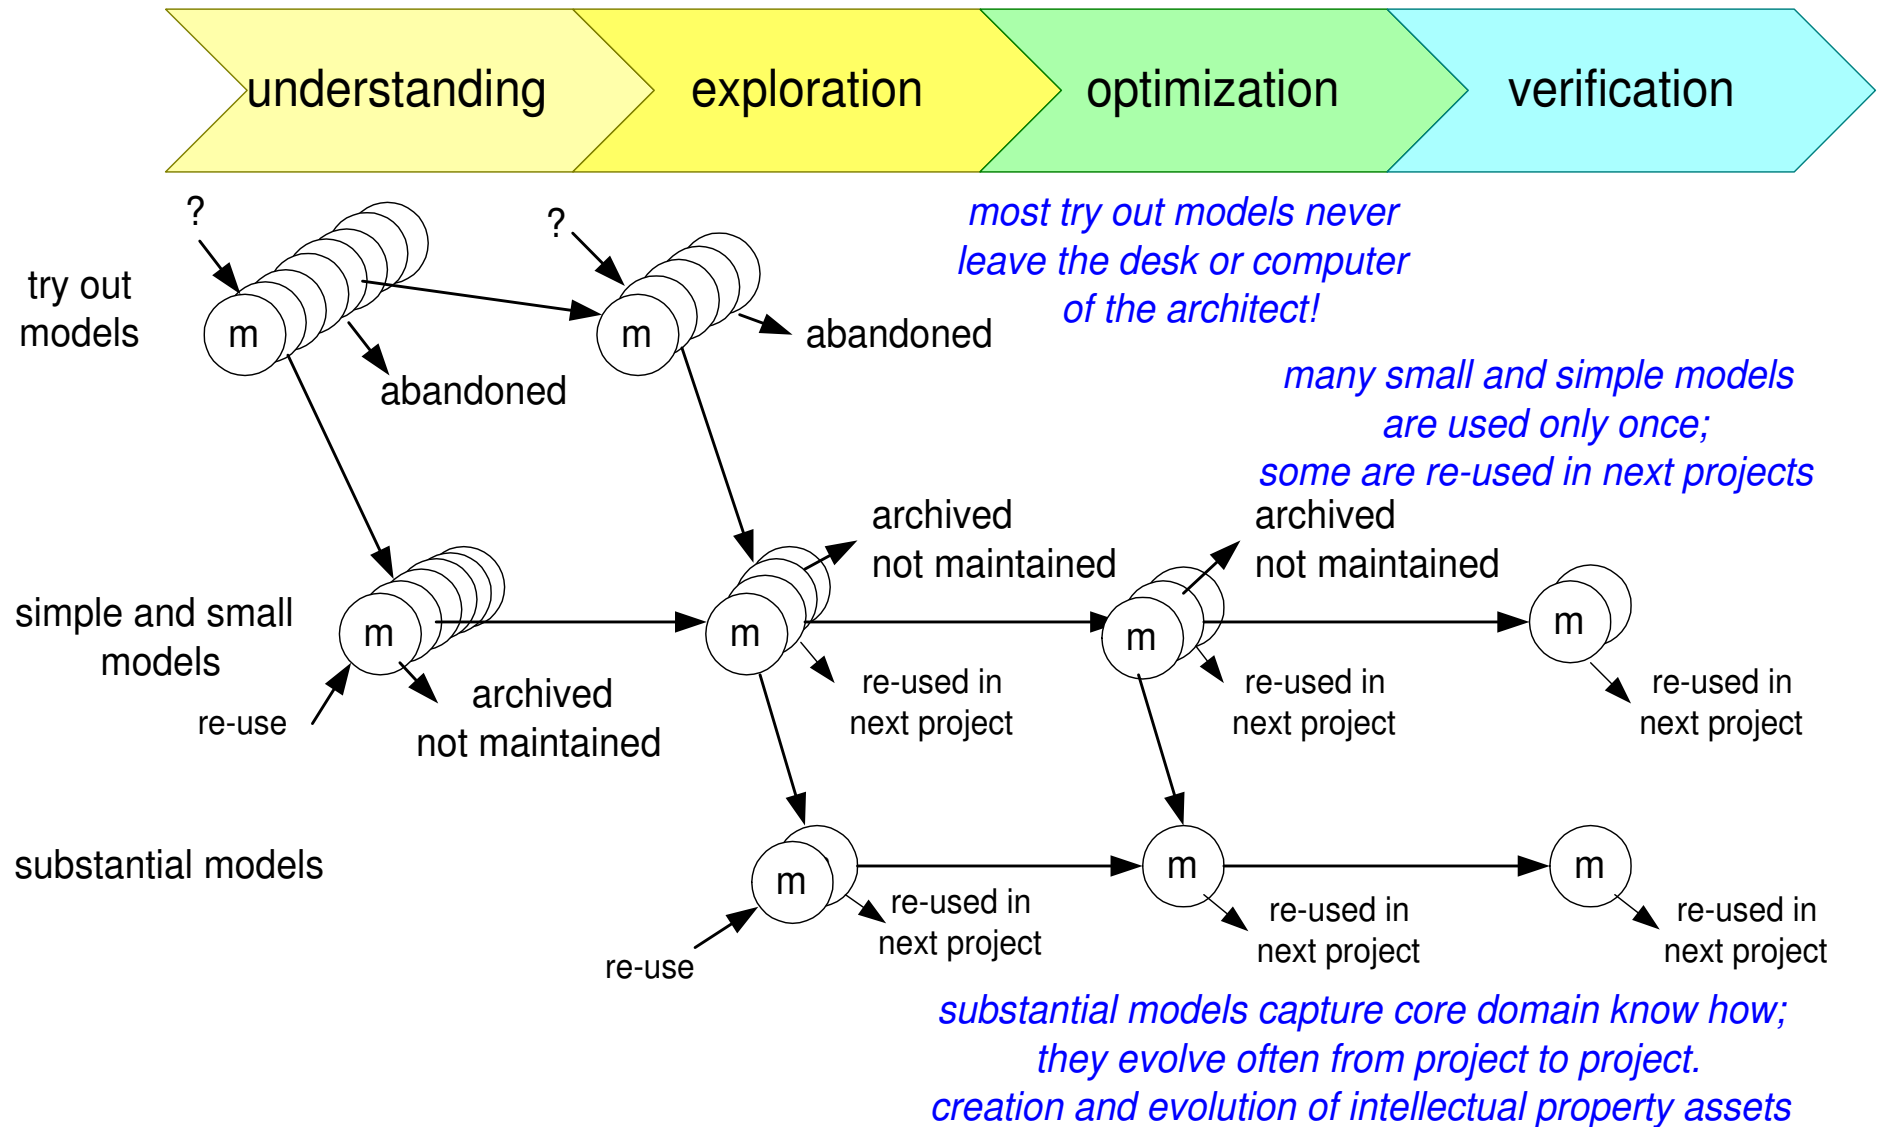 understanding
exploration
optimization
verification
?
?
most try out models never
leave the desk or computer
of the architect!
try out
models
m
m
abandoned
abandoned
many small and simple models
are used only once;
some are re-used in next projects
archived
not maintained
archived
not maintained
simple and small
models
m
m
m
m
re-use
archived
not maintained
re-used in
next project
re-used in
next project
re-used in
next project
substantial models
m
m
m
re-use
re-used in
next project
re-used in
next project
re-used in
next project
substantial models capture core domain know how;
they evolve often from project to project.
creation and evolution of intellectual property assets